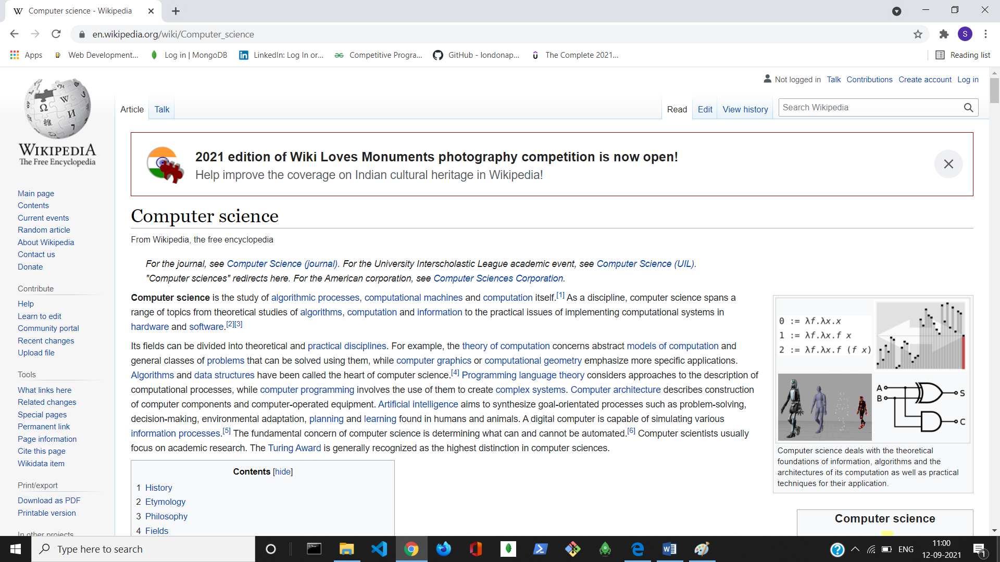 Computer science - Wikipedia
en.wikipedia.org/wiki/Computer_science
Apps
Web Development...
Log in | MongoDB
LinkedIn: Log In or...
Competitive Progra...
GitHub - londonap...
The Complete 2021...
Reading list
S
Not logged in
Talk
Contributions
Create account
Log in
WIKIPEDIA
The Free Encyclopedia
Article
Talk
Read
Edit
View history
Search Wikipedia
2021 edition of Wiki Loves Monuments photography competition is now open!
Help improve the coverage on Indian cultural heritage in Wikipedia!
Main page
Contents
Current events
Random article
About Wikipedia
Contact us
Donate
Contribute
Help
Learn to edit
Community portal
Recent changes
Upload file
Tools
What links here
Related changes
Special pages
Permanent link
Page information
Cite this page
Wikidata item
Print/export
Download as PDF
Printable version
In other projects
Computer science
From Wikipedia, the free encyclopedia
For the journal, see Computer Science (journal). For the University Interscholastic League academic event, see Computer Science (UIL).
"Computer sciences" redirects here. For the American corporation, see Computer Sciences Corporation.
Computer science is the study of algorithmic processes, computational machines and computation itself.[1] As a discipline, computer science spans a
range of topics from theoretical studies of algorithms, computation and information to the practical issues of implementing computational systems in
hardware and software.[2][3]
Its fields can be divided into theoretical and practical disciplines. For example, the theory of computation concerns abstract models of computation and
general classes of problems that can be solved using them, while computer graphics or computational geometry emphasize more specific applications.
Algorithms and data structures have been called the heart of computer science.[4] Programming language theory considers approaches to the description of
computational processes, while computer programming involves the use of them to create complex systems. Computer architecture describes construction
of computer components and computer-operated equipment. Artificial intelligence aims to synthesize goal-orientated processes such as problem-solving,
decision-making, environmental adaptation, planning and learning found in humans and animals. A digital computer is capable of simulating various
information processes.[5] The fundamental concern of computer science is determining what can and cannot be automated.[6] Computer scientists usually
focus on academic research. The Turing Award is generally recognized as the highest distinction in computer sciences.
Contents [hide]
1 History
2 Etymology
3 Philosophy
4 Fields
0 := λf.λx.x
1 := λf.λx.f x
2 := λf.λx.f (f x)
A
B
S
C
Computer science deals with the theoretical
foundations of information, algorithms and the
architectures of its computation as well as practical
techniques for their application.
Computer science
Type here to search
ENG
11:00
12-09-2021
1